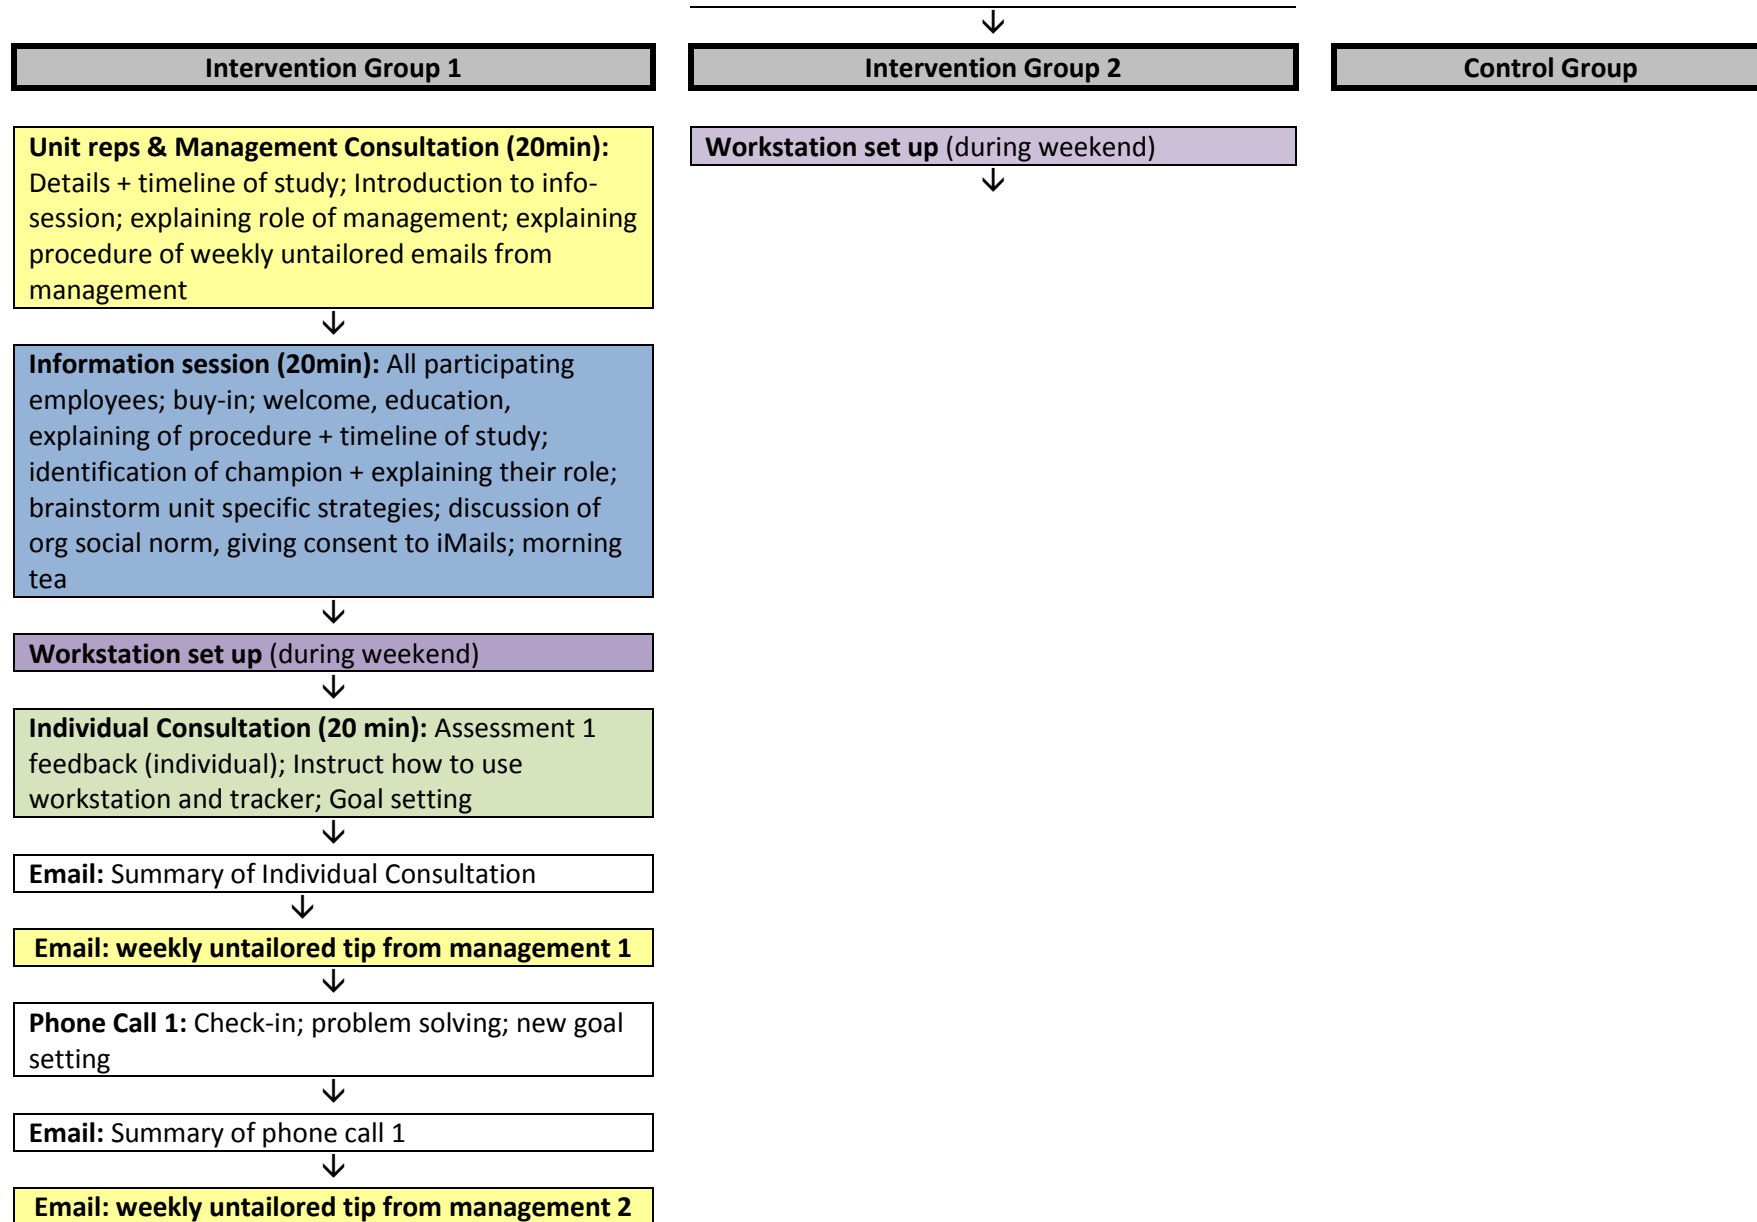 Intervention Group 1
Intervention Group 2
Control Group
Unit reps & Management Consultation (20min):
Details + timeline of study; Introduction to info-
session; explaining role of management; explaining
procedure of weekly untailored emails from
management
Workstation set up (during weekend)
Information session (20min): All participating
employees; buy-in; welcome, education,
explaining of procedure + timeline of study;
identification of champion + explaining their role;
brainstorm unit specific strategies; discussion of
org social norm, giving consent to iMails; morning
tea
Workstation set up (during weekend)
Individual Consultation (20 min): Assessment 1
feedback (individual); Instruct how to use
workstation and tracker; Goal setting
Email: Summary of Individual Consultation
Email: weekly untailored tip from management 1
Phone Call 1: Check-in; problem solving; new goal
setting
Email: Summary of phone call 1
Email: weekly untailored tip from management 2